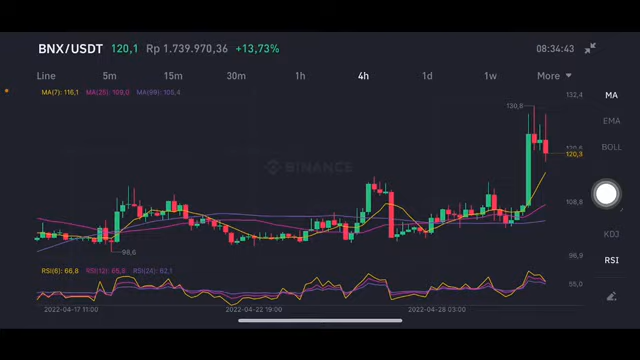 BNX/USDT 120,1 Rp 1.739.970,36 +13,73% 08:34:43
Line 5m 15m 30m 1h 4h 1d 1w More
MA(7): 116,1 MA(25): 109,0 MA(99): 105,4
132,4
130,8
MA
EMA
120,3
BOLL
BINANCE
108,8
KDJ
98,6
96,9
RSI(6): 66,8 RSI(12): 65,8 RSI(24): 62,1
RSI
55,0
2022-04-17 11:00 2022-04-22 19:00 2022-04-28 03:00